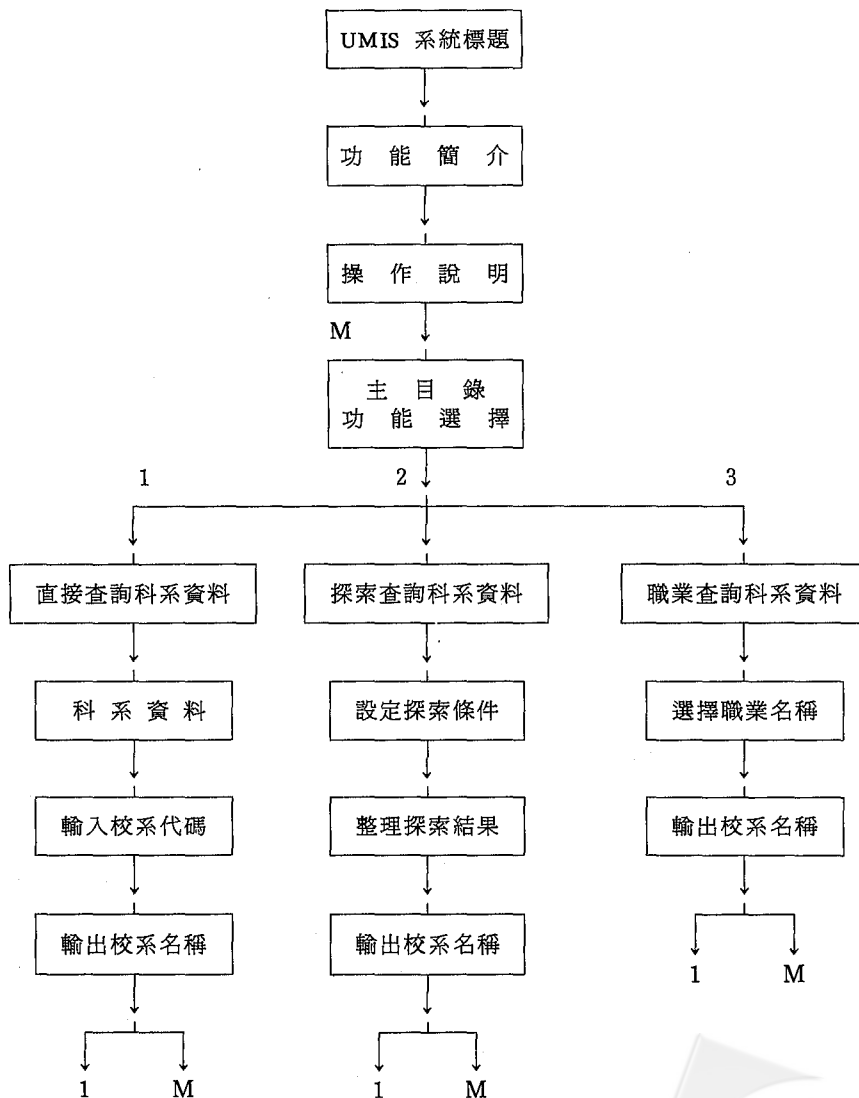 UMIS 系統標題
功能簡介
操作說明
M
主目錄
功能選擇
1
2
3
直接查詢科系資料
探索查詢科系資料
職業查詢科系資料
科系資料
設定探索條件
選擇職業名稱
輸入校系代碼
整理探索結果
輸出校系名稱
輸出校系名稱
輸出校系名稱
1
M
1
M
1
M